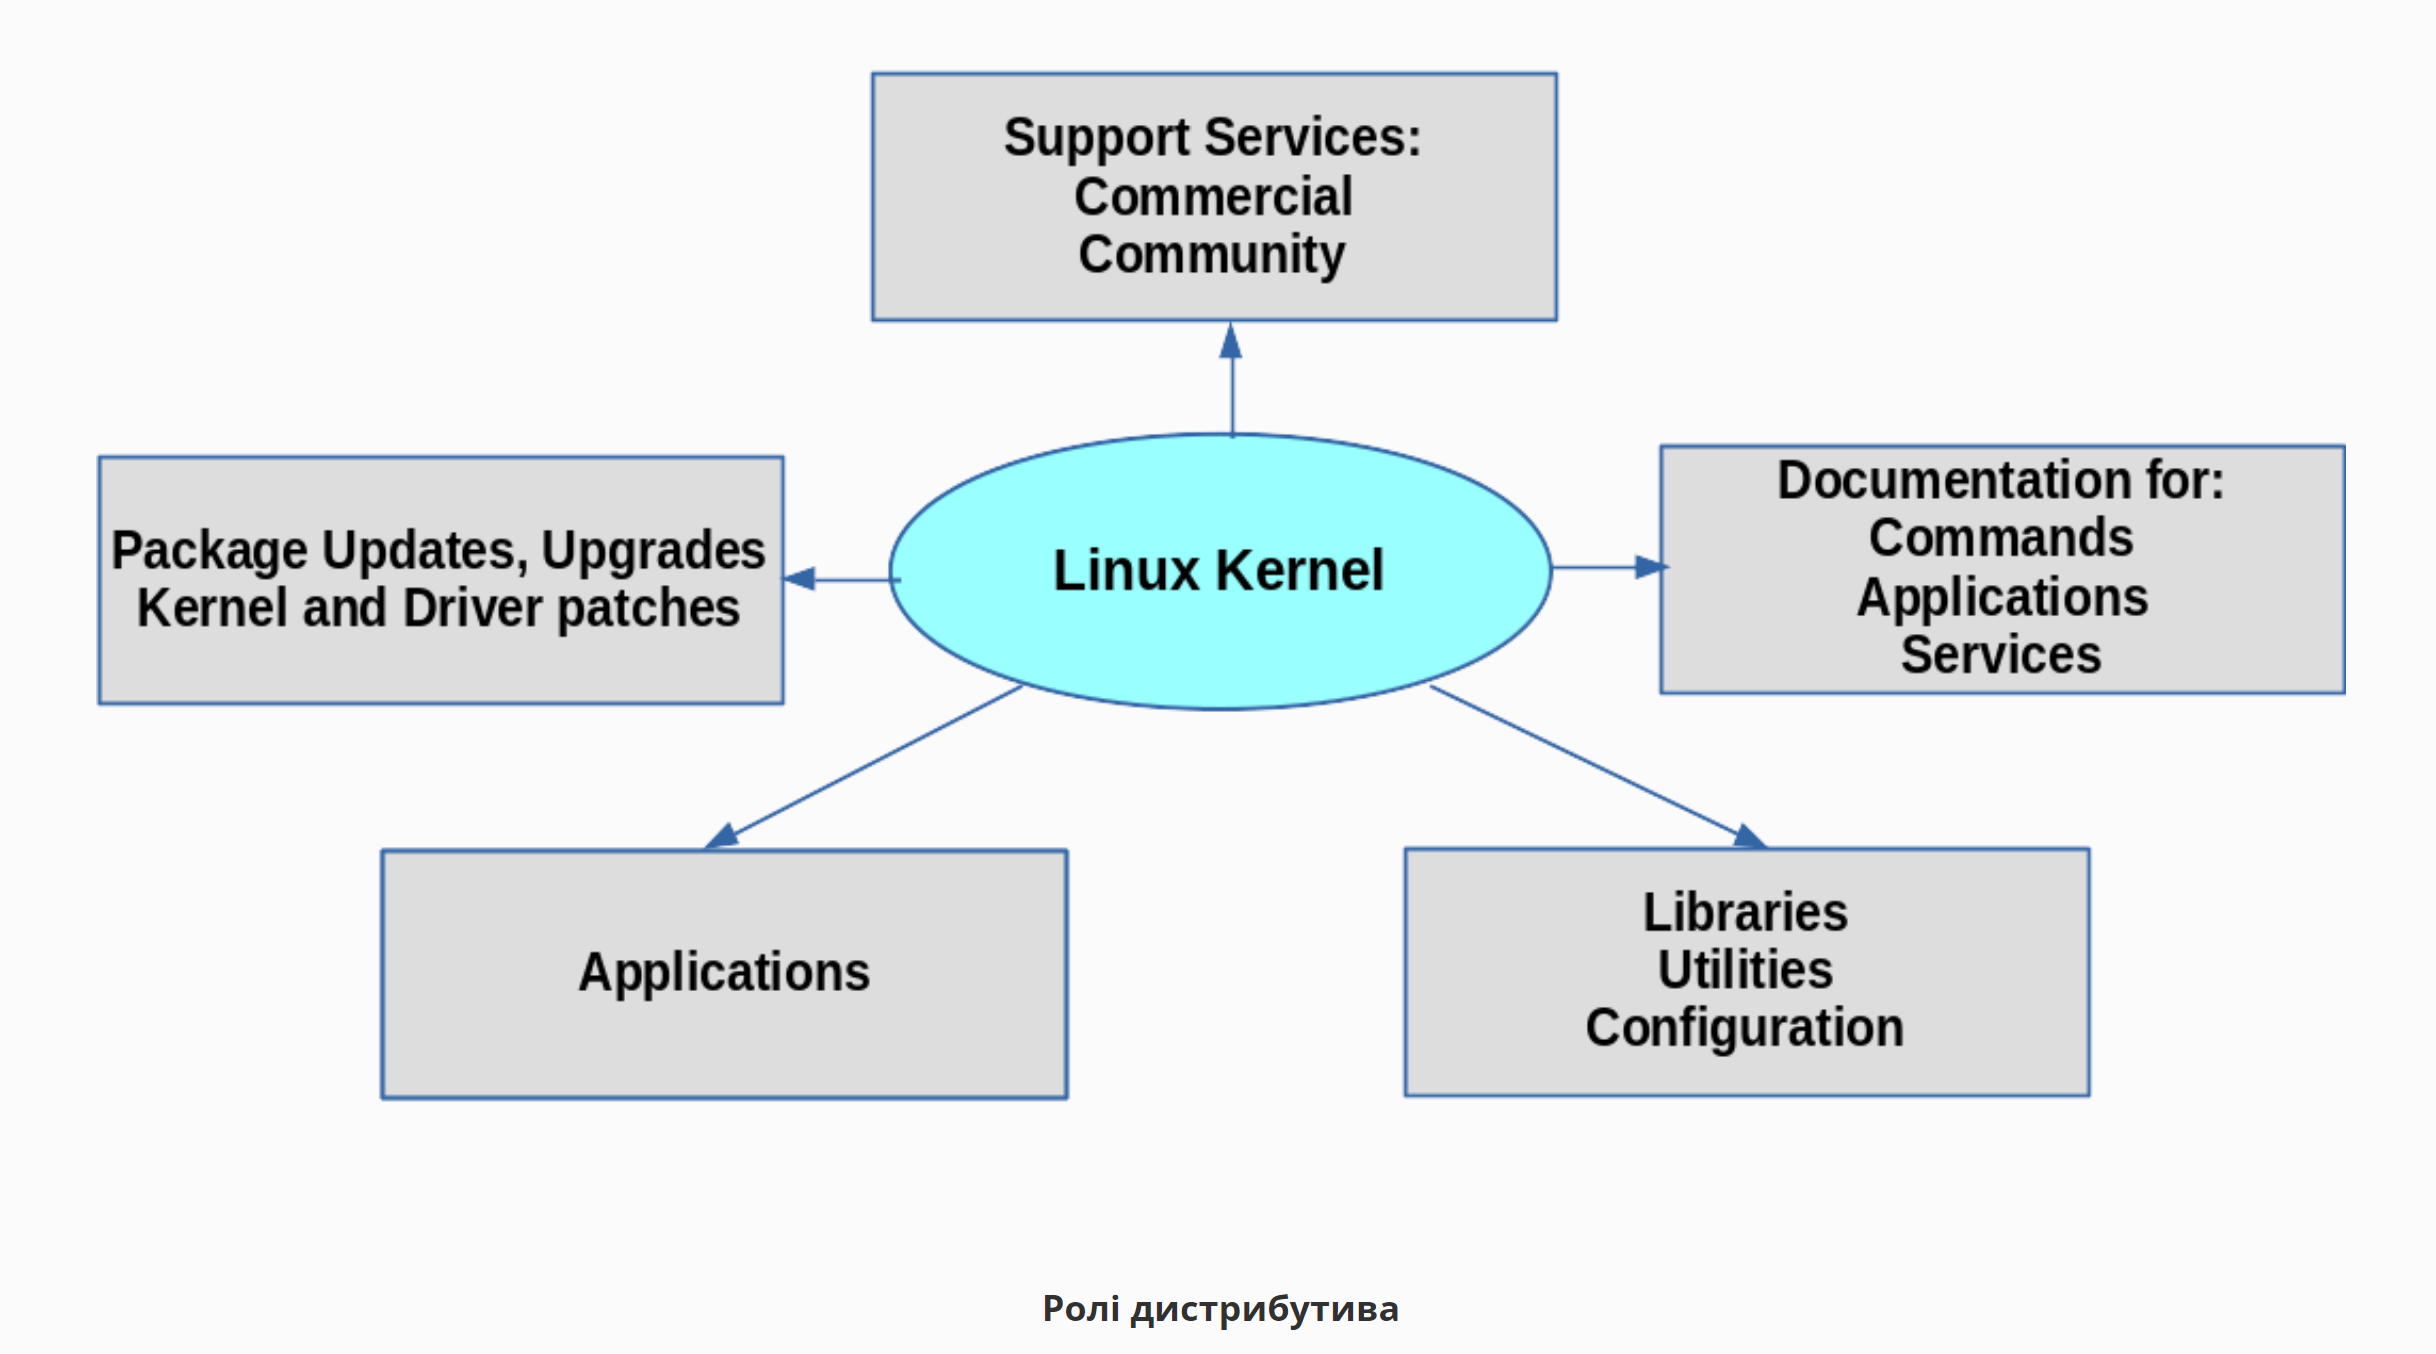 Support Services:
Commercial
Community
Package Updates, Upgrades
Kernel and Driver patches
Linux Kernel
Documentation for:
Commands
Applications
Services
Applications
Libraries
Utilities
Configuration
Ролі дистрибутива